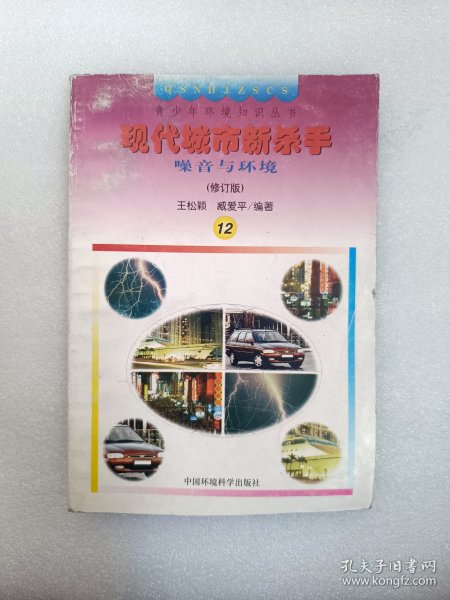 QSNHJZSCS
青少年环境知识丛书
现代城市新杀手
噪音与环境
(修订版)
王松颖 臧爱平/编著
12
中国环境科学出版社
孔夫子旧书网
www.kongfz.com